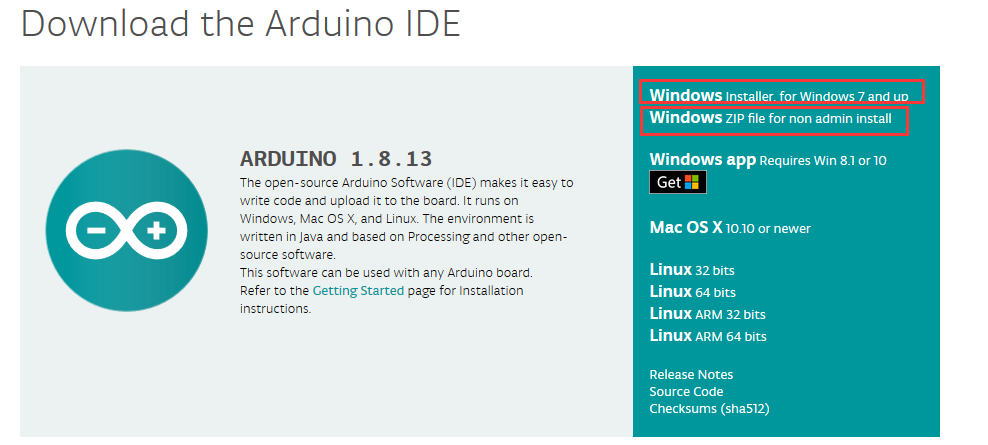 Download the Arduino IDE
ARDUINO 1.8.13
The open-source Arduino Software (IDE) makes it easy to
write code and upload it to the board. It runs on
Windows, Mac OS X, and Linux. The environment is
written in Java and based on Processing and other open-
source software.
This software can be used with any Arduino board.
Refer to the Getting Started page for Installation
instructions.
Windows Installer, for Windows 7 and up
Windows ZIP file for non admin install
Windows app Requires Win 8.1 or 10
Get
Mac OS X 10.10 or newer
Linux 32 bits
Linux 64 bits
Linux ARM 32 bits
Linux ARM 64 bits
Release Notes
Source Code
Checksums (sha512)